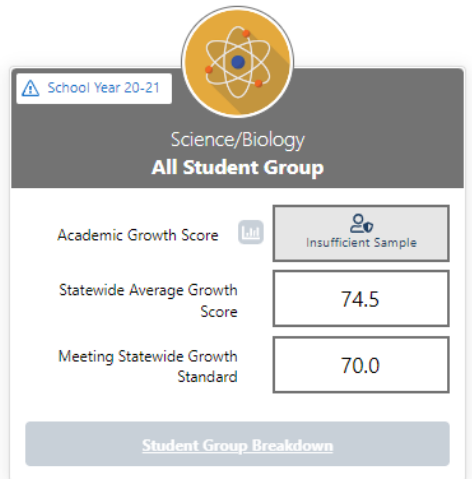 School Year 20-21
Science/Biology
All Student Group
Academic Growth Score
Insufficient Sample
Statewide Average Growth
Score
74.5
Meeting Statewide Growth
Standard
70.0
Student Group Breakdown